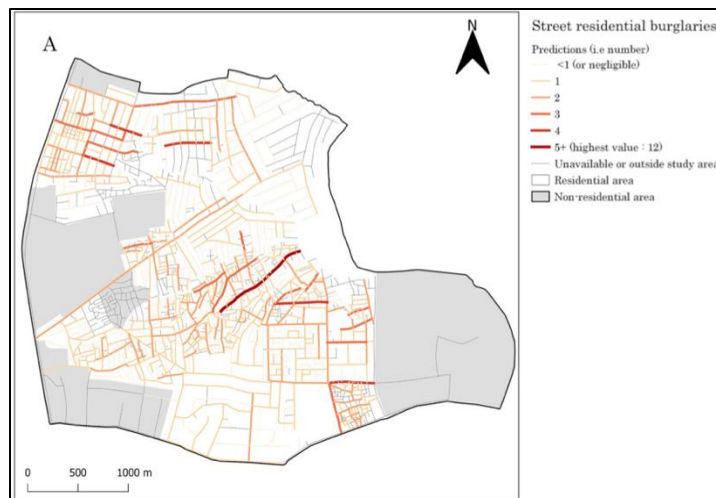 A
N
Street residential burglaries
Predictions (i.e number)
<1 (or negligible)
1
2
3
4
5+ (highest value : 12)
Unavailable or outside study area
Residential area
Non-residential area
0 500 1000 m